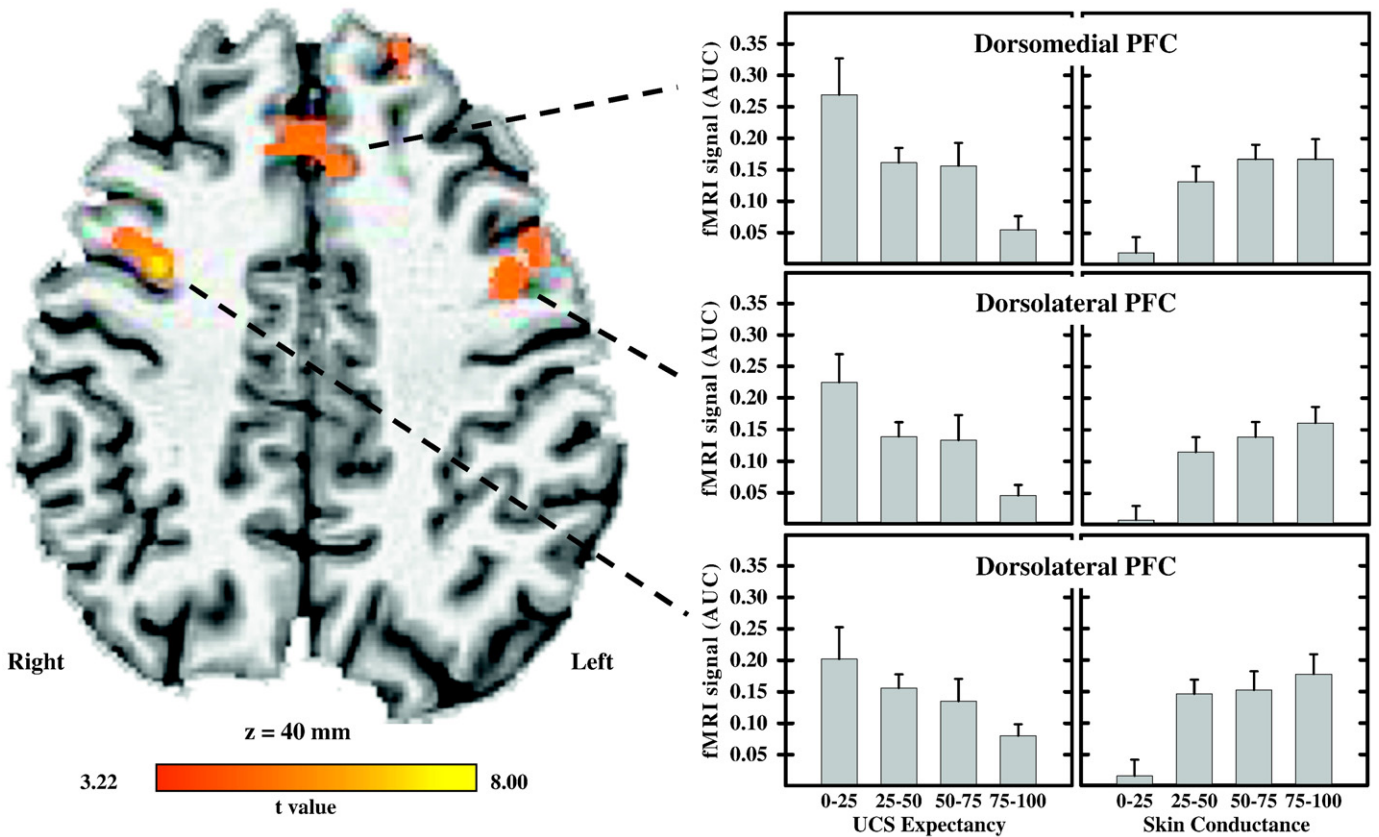 Right
Left
z = 40 mm
3.22
8.00
t value
Dorsomedial PFC
fMRI signal (AUC)
0.35
0.30
0.25
0.20
0.15
0.10
0.05
Dorsolateral PFC
fMRI signal (AUC)
0.35
0.30
0.25
0.20
0.15
0.10
0.05
Dorsolateral PFC
fMRI signal (AUC)
0.35
0.30
0.25
0.20
0.15
0.10
0.05
0-25 25-50 50-75 75-100 0-25 25-50 50-75 75-100
UCS Expectancy Skin Conductance